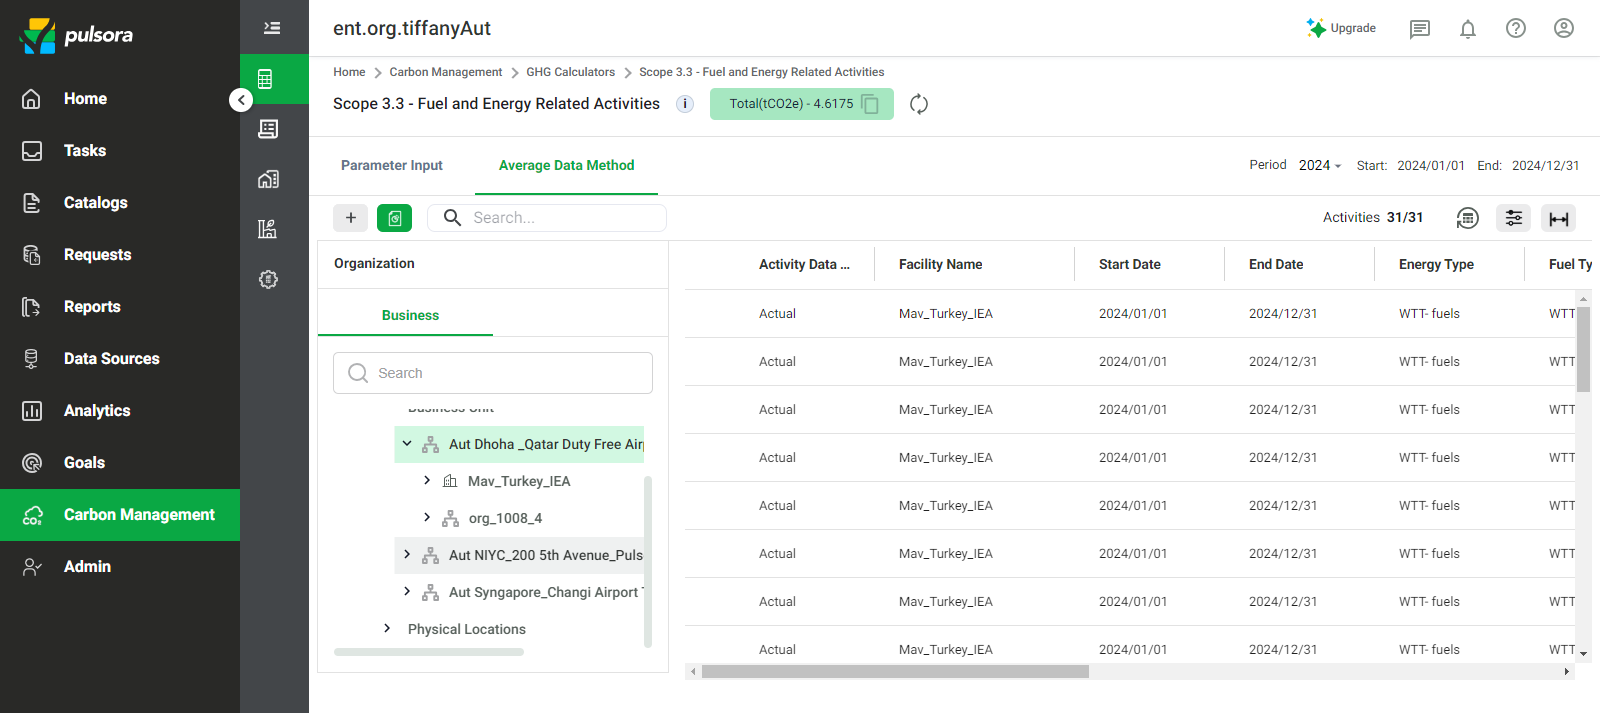 pulsora
Home
Tasks
Catalogs
Requests
Reports
Data Sources
Analytics
Goals
Carbon Management
Admin
ent.org.tiffanyAut
Upgrade
Home > Carbon Management > GHG Calculators > Scope 3.3 - Fuel and Energy Related Activities
Scope 3.3 - Fuel and Energy Related Activities
Total(tCO2e) - 4.6175
Parameter Input
Average Data Method
Period 2024 Start: 2024/01/01 End: 2024/12/31
Search...
Activities 31/31
Organization
Business
Search
Business Unit
Aut Dhoha _Qatar Duty Free Air
Mav_Turkey_IEA
org_1008_4
Aut NIYC_200 5th Avenue_Puls
Aut Syngapore_Changi Airport T
Physical Locations
Activity Data ... Facility Name Start Date End Date Energy Type Fuel Ty
Actual Mav_Turkey_IEA 2024/01/01 2024/12/31 WTT- fuels WTT
Actual Mav_Turkey_IEA 2024/01/01 2024/12/31 WTT- fuels WTT
Actual Mav_Turkey_IEA 2024/01/01 2024/12/31 WTT- fuels WTT
Actual Mav_Turkey_IEA 2024/01/01 2024/12/31 WTT- fuels WTT
Actual Mav_Turkey_IEA 2024/01/01 2024/12/31 WTT- fuels WTT
Actual Mav_Turkey_IEA 2024/01/01 2024/12/31 WTT- fuels WTT
Actual Mav_Turkey_IEA 2024/01/01 2024/12/31 WTT- fuels WTT
Actual Mav_Turkey_IEA 2024/01/01 2024/12/31 WTT- fuels WTT